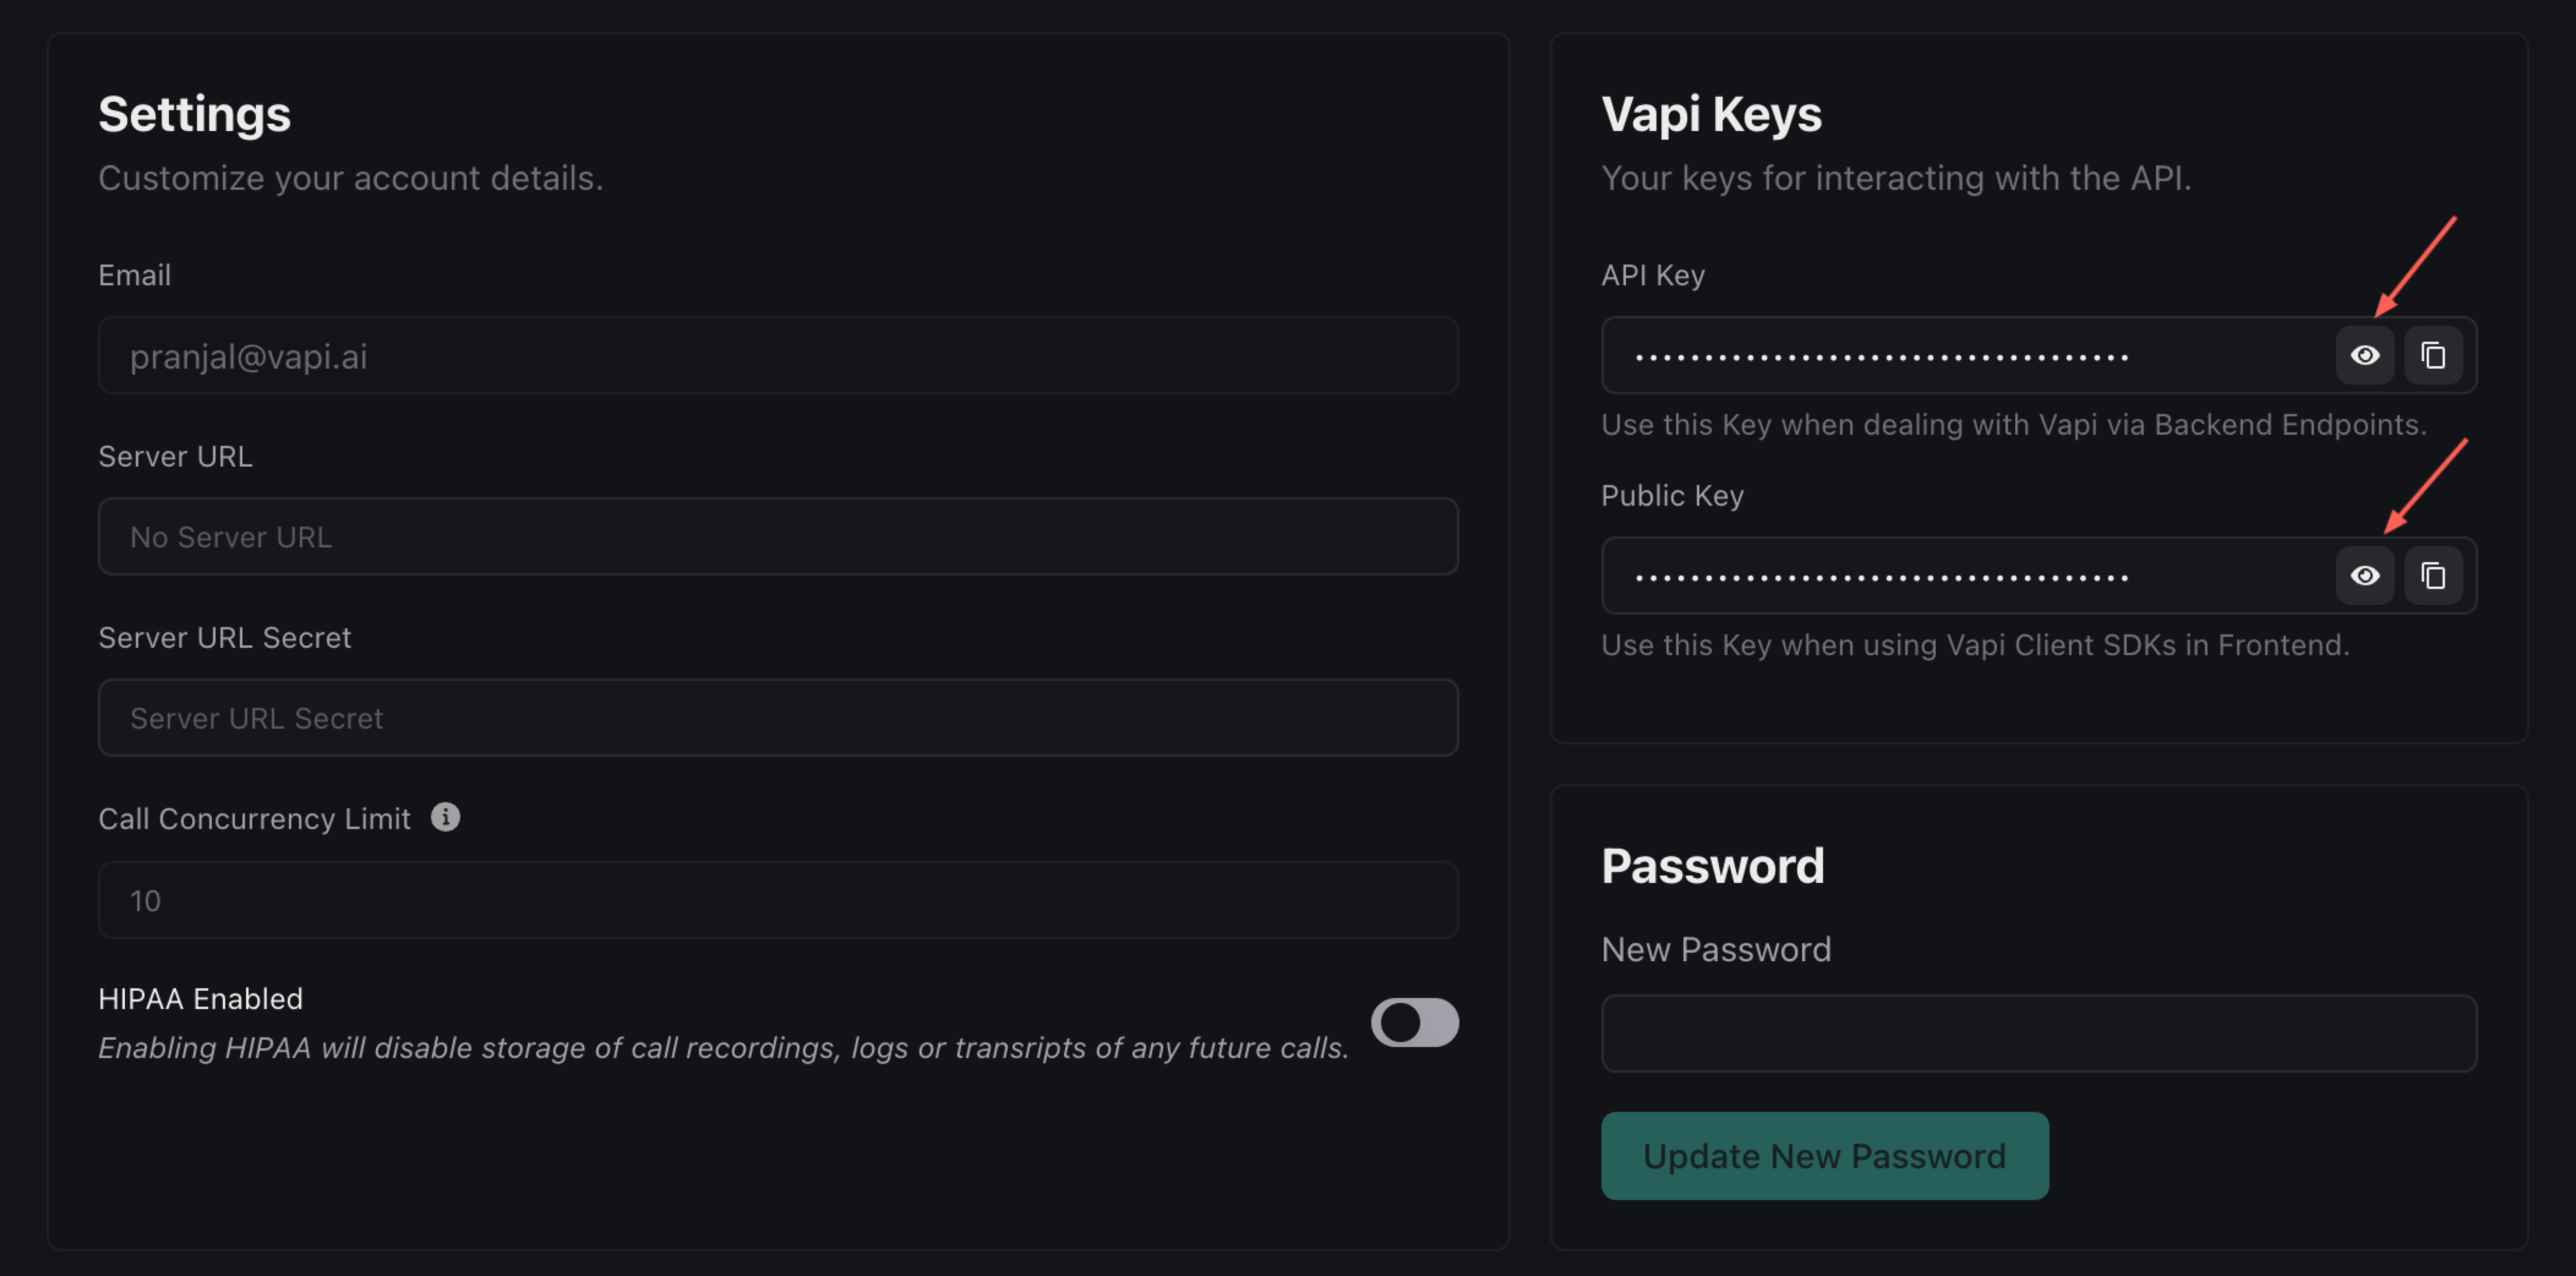 Settings
Customize your account details.
Email
pranjal@vapi.ai
Server URL
No Server URL
Server URL Secret
Server URL Secret
Call Concurrency Limit
10
HIPAA Enabled
Enabling HIPAA will disable storage of call recordings, logs or transripts of any future calls.
Vapi Keys
Your keys for interacting with the API.
API Key
Use this Key when dealing with Vapi via Backend Endpoints.
Public Key
Use this Key when using Vapi Client SDKs in Frontend.
Password
New Password
Update New Password